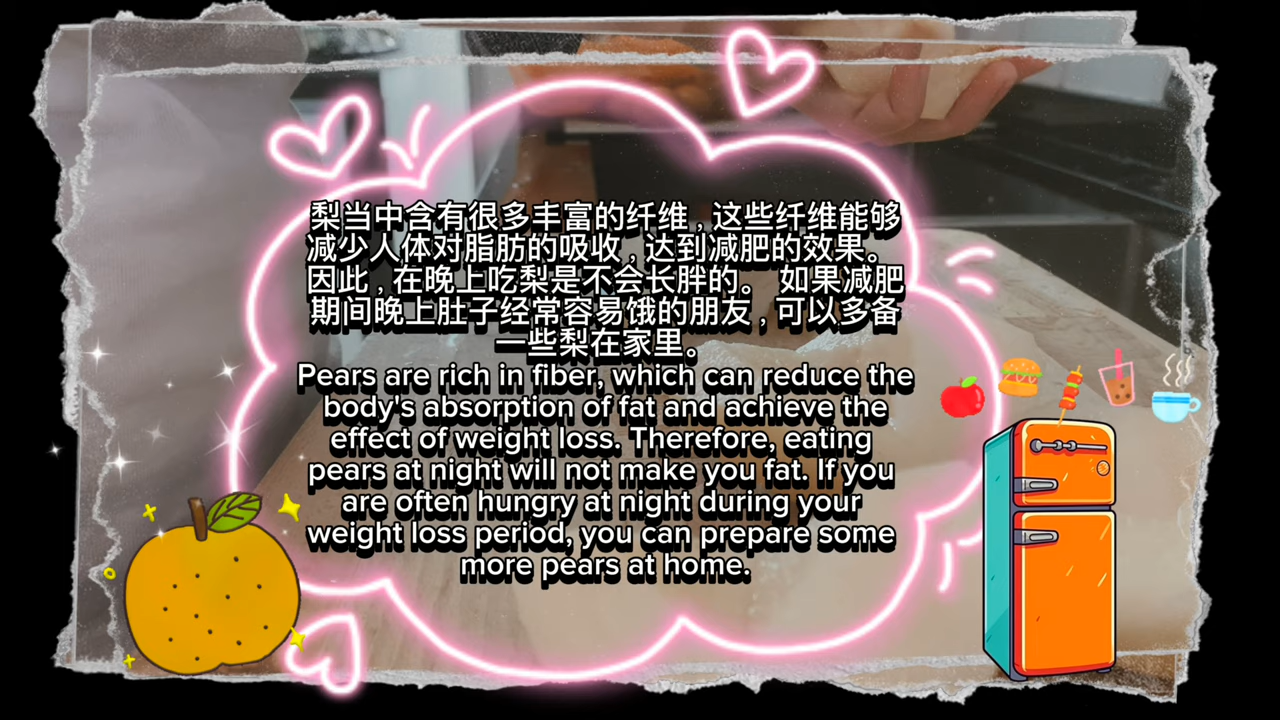 梨当中含有很多丰富的纤维，这些纤维能够
减少人体对脂肪的吸收，达到减肥的效果。
因此，在晚上吃梨是不会长胖的。 如果减肥
期间晚上肚子经常容易饿的朋友，可以多备
一些梨在家里。
Pears are rich in fiber, which can reduce the
body's absorption of fat and achieve the
effect of weight loss. Therefore, eating
pears at night will not make you fat. If you
are often hungry at night during your
weight loss period, you can prepare some
more pears at home.